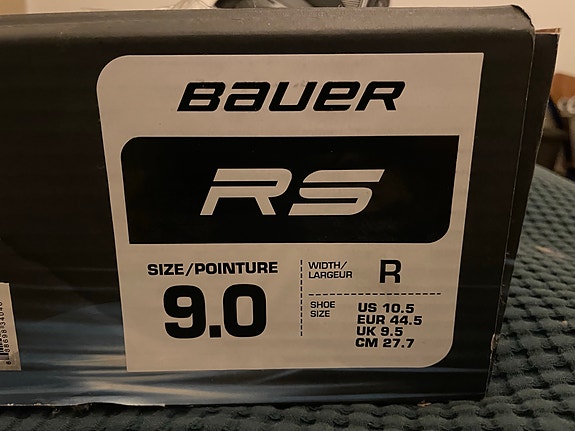 BAUER
RS
SIZE/POINTURE
9.0
WIDTH/
LARGEUR
R
SHOE
SIZE
US 10.5
EUR 44.5
UK 9.5
CM 27.7